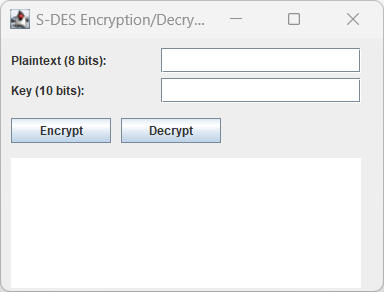 S-DES Encryption/Decry...
Plaintext (8 bits):
Key (10 bits):
Encrypt Decrypt